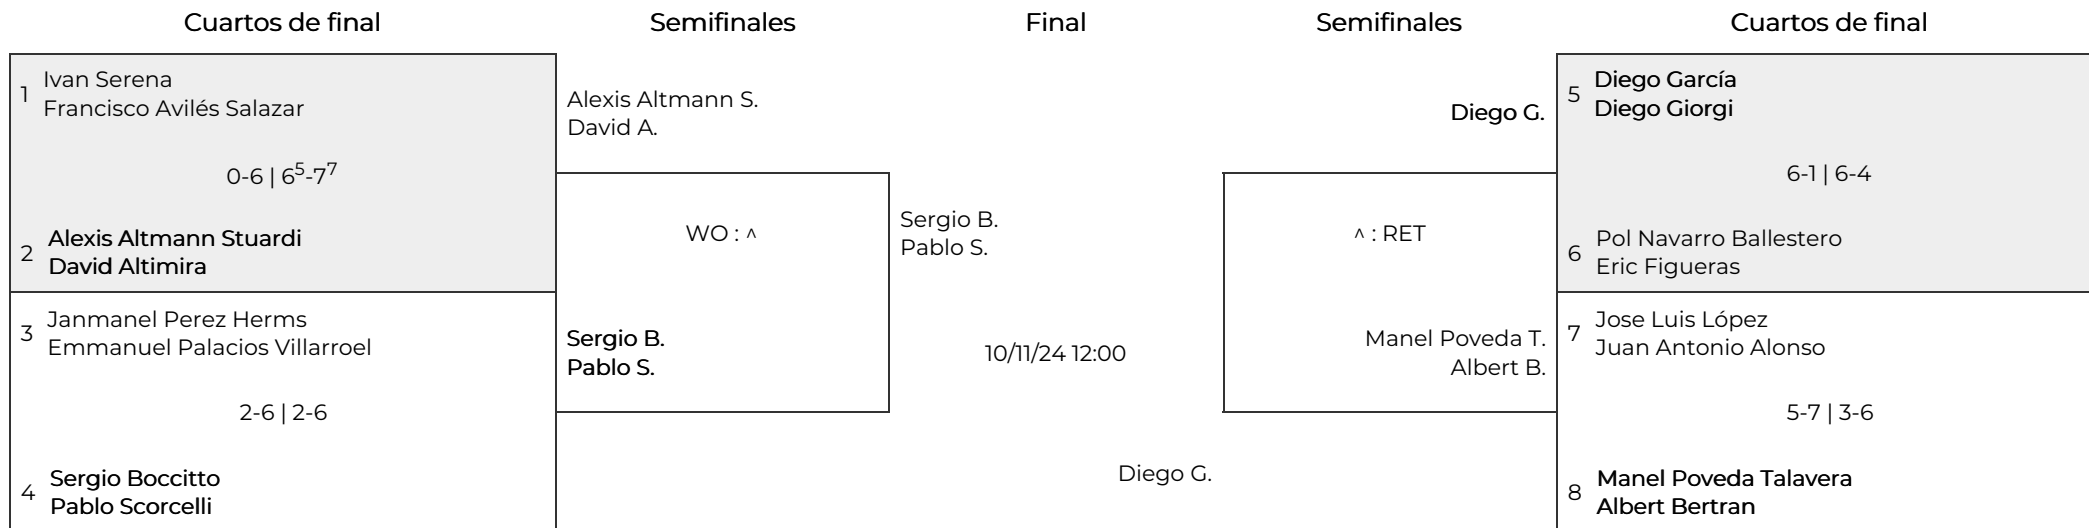 Cuartos de final
Semifinales
Final
Semifinales
Cuartos de final
1
Ivan Serena
Francisco Avilés Salazar
0-6 | 6⁵-7⁷
2
Alexis Altmann Stuardi
David Altimira
3
Janmanel Perez Herms
Emmanuel Palacios Villarroel
2-6 | 2-6
4
Sergio Boccitto
Pablo Scorcelli
Alexis Altmann S.
David A.
WO : ^
Sergio B.
Pablo S.
Sergio B.
Pablo S.
10/11/24 12:00
Diego G.
Diego G.
^ : RET
Manel Poveda T.
Albert B.
5
Diego García
Diego Giorgi
6-1 | 6-4
6
Pol Navarro Ballestero
Eric Figueras
7
Jose Luis López
Juan Antonio Alonso
5-7 | 3-6
8
Manel Poveda Talavera
Albert Bertran